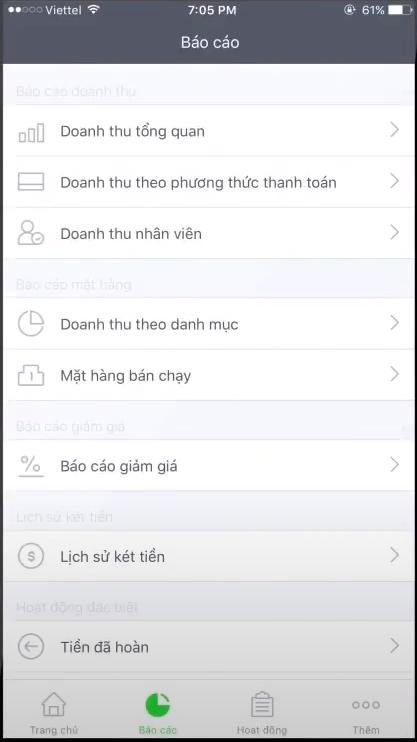 Viettel 7:05 PM 61%
Báo cáo
Báo cáo doanh thu
Doanh thu tổng quan
Doanh thu theo phương thức thanh toán
Doanh thu nhân viên
Báo cáo mặt hàng
Doanh thu theo danh mục
1
Mặt hàng bán chạy
Báo cáo giảm giá
%
Báo cáo giảm giá
Lịch sử két tiền
$
Lịch sử két tiền
Hoạt động đặc biệt
Tiền đã hoàn
Trang chủ Báo cáo Hoạt động Thêm